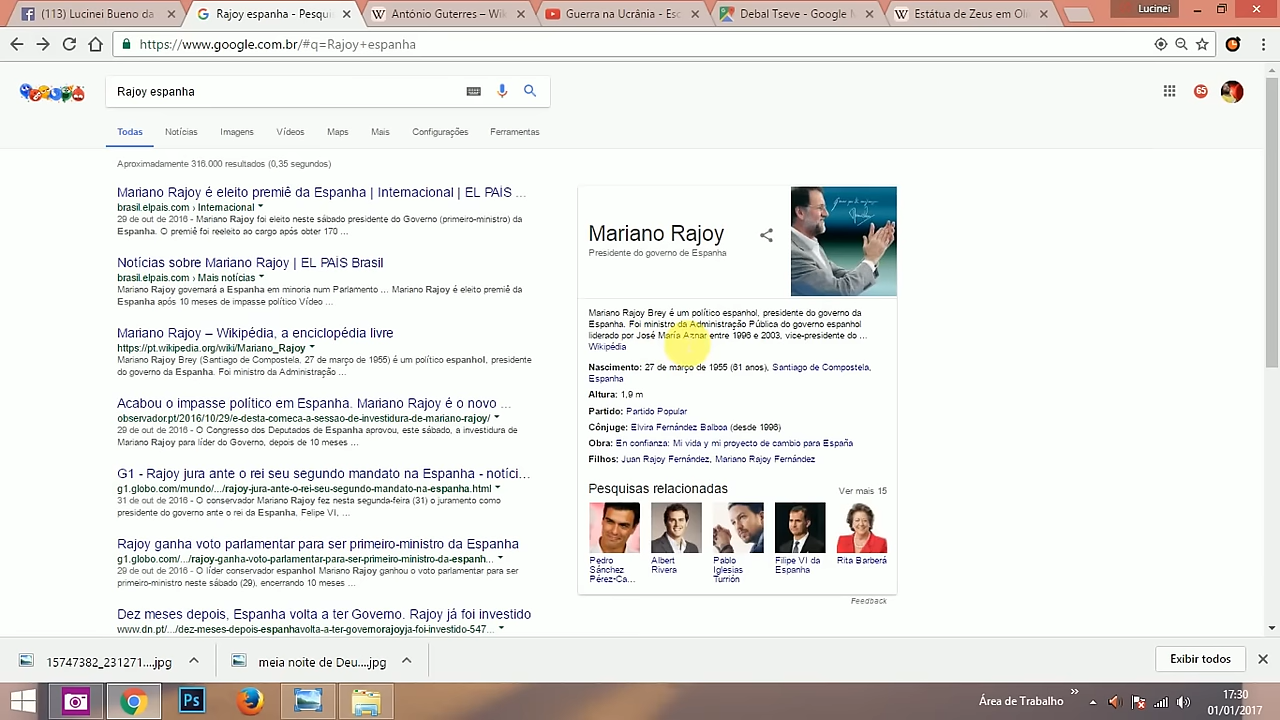 (113) Lucinei Bueno da
Rajoy espanha - Pesqui
António Guterres – Wik
Guerra na Ucrânia - Esc
Debal Tseve - Google M
Estátua de Zeus em Oli
Lucinei
https://www.google.com.br/#q=Rajoy+espanha
Rajoy espanha
65
Todas Notícias Imagens Vídeos Maps Mais Configurações Ferramentas
Aproximadamente 316.000 resultados (0,35 segundos)
Mariano Rajoy é eleito premiê da Espanha | Internacional | EL PAÍS ...
brasil.elpais.com › Internacional
29 de out de 2016 - Mariano Rajoy foi eleito neste sábado presidente do Governo (primeiro-ministro) da
Espanha. O premiê foi reeleito ao cargo após obter 170 ...
Notícias sobre Mariano Rajoy | EL PAÍS Brasil
brasil.elpais.com › Mais notícias
Mariano Rajoy governará a Espanha em minoria num Parlamento ... Mariano Rajoy é eleito premiê da
Espanha após 10 meses de impasse político Vídeo ...
Mariano Rajoy – Wikipédia, a enciclopédia livre
https://pt.wikipedia.org/wiki/Mariano_Rajoy
Mariano Rajoy Brey (Santiago de Compostela, 27 de março de 1955) é um político espanhol, presidente
do governo da Espanha. Foi ministro da Administração ...
Acabou o impasse político em Espanha. Mariano Rajoy é o novo ...
observador.pt/2016/10/29/e-desta-comeca-a-sessao-de-investidura-de-mariano-rajoy/
29 de out de 2016 - O Congresso dos Deputados de Espanha aprovou, este sábado, a investidura de
Mariano Rajoy para líder do Governo, depois de 10 meses ...
G1 - Rajoy jura ante o rei seu segundo mandato na Espanha - notíci...
g1.globo.com/mundo/.../rajoy-jura-ante-o-rei-seu-segundo-mandato-na-espanha.html
31 de out de 2016 - O conservador Mariano Rajoy fez nesta segunda-feira (31) o juramento como
presidente do governo ante o rei da Espanha, Felipe VI, ...
Rajoy ganha voto parlamentar para ser primeiro-ministro da Espanha
g1.globo.com/.../rajoy-ganha-voto-parlamentar-para-ser-primeiro-ministro-da-espanh...
29 de out de 2016 - O líder conservador espanhol Mariano Rajoy ganhou o voto parlamentar para ser
primeiro-ministro neste sábado (29), encerrando 10 meses ...
Dez meses depois, Espanha volta a ter Governo. Rajoy já foi investido
www.dn.pt/.../dez-meses-depois-espanhavolta-a-ter-governorajoyja-foi-investido-547...
Mariano Rajoy
Presidente do governo de Espanha
Mariano Rajoy Brey é um político espanhol, presidente do governo da
Espanha. Foi ministro da Administração Pública do governo espanhol
liderado por José María Aznar entre 1996 e 2003, vice-presidente do ...
Wikipédia
Nascimento: 27 de março de 1955 (61 anos), Santiago de Compostela,
Espanha
Altura: 1,9 m
Partido: Partido Popular
Cônjuge: Elvira Fernández Balboa (desde 1996)
Obra: En confianza: Mi vida y mi proyecto de cambio para España
Filhos: Juan Rajoy Fernández, Mariano Rajoy Fernández
Pesquisas relacionadas
Ver mais 15
Pedro
Sánchez
Pérez-Ca...
Albert
Rivera
Pablo
Iglesias
Turrión
Filipe VI da
Espanha
Rita Barberá
Feedback
15747382_231271....jpg
meia noite de Deu....jpg
Exibir todos
Ps
Área de Trabalho
17:30
01/01/2017